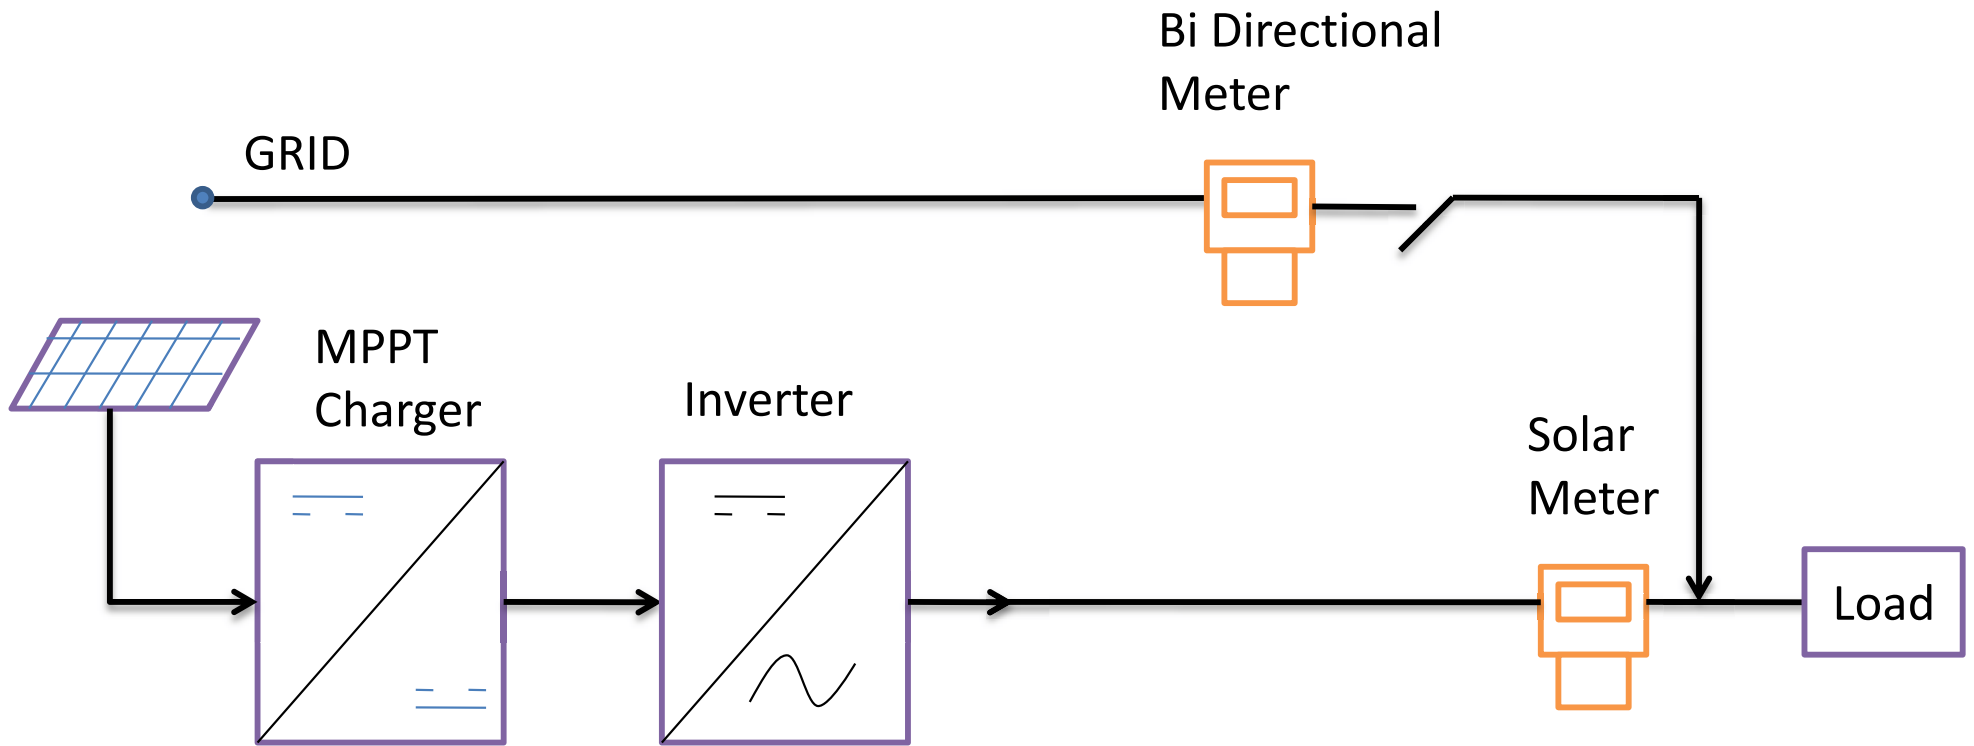 Bi Directional
Meter
GRID
MPPT
Charger
Inverter
Solar
Meter
Load